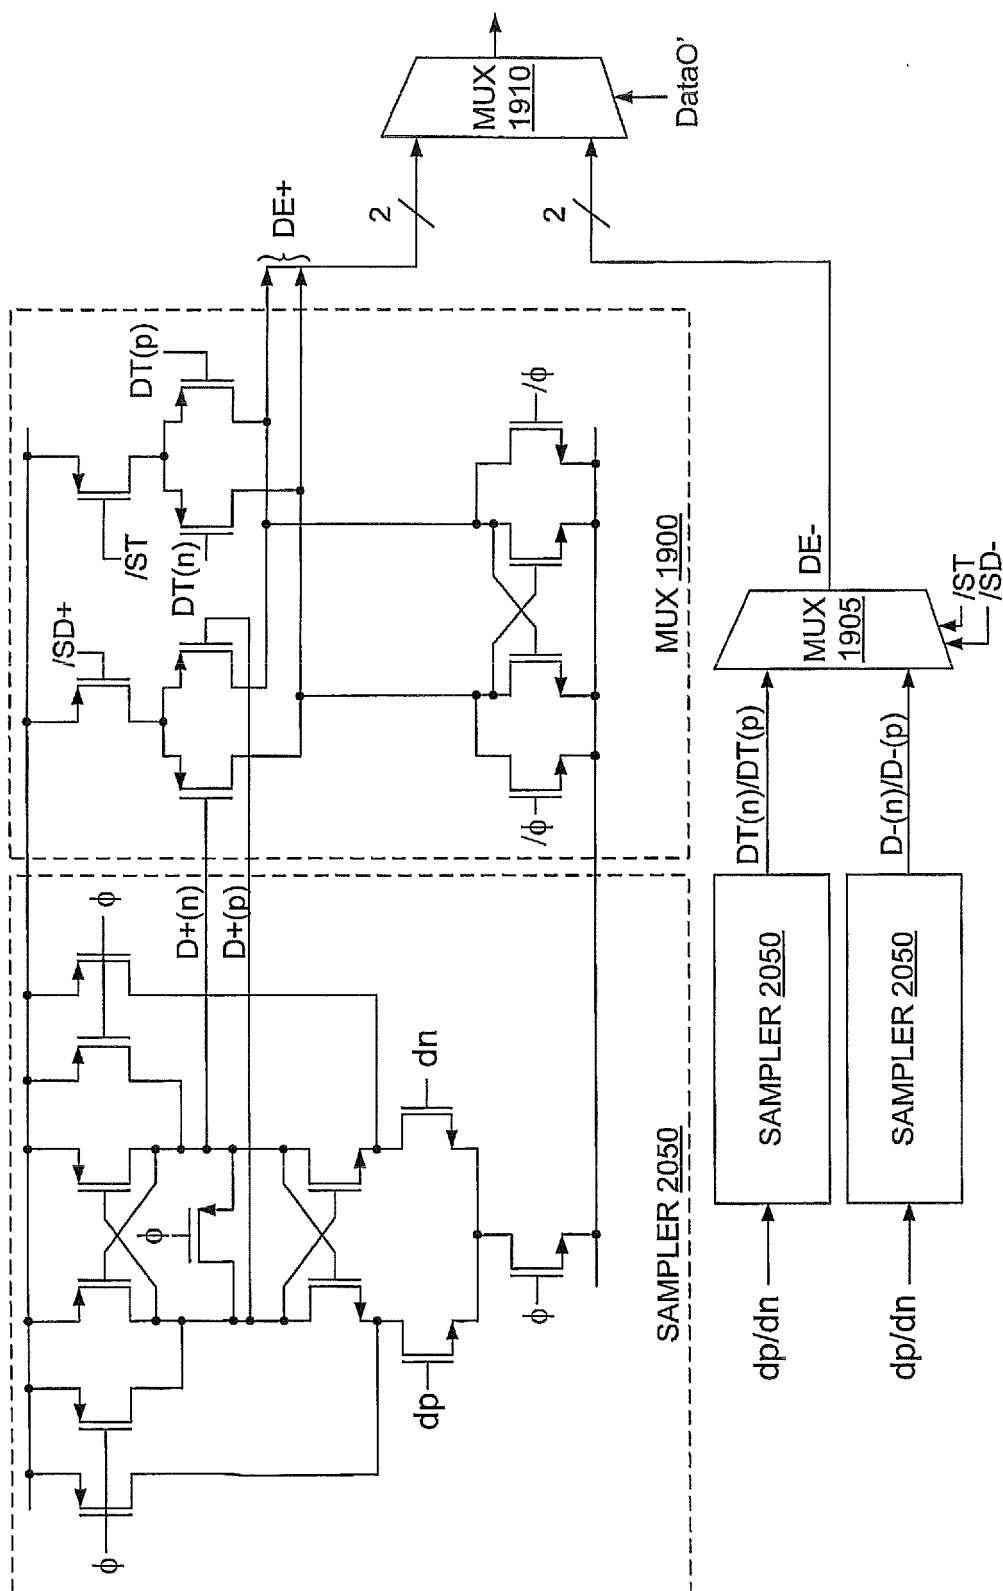 MUX
1910
DataO'
2
2
DE+
DT(p)
/ST
DT(n)
/SD+
/ϕ
/ϕ
MUX 1900
D+(n)
D+(p)
ϕ
ϕ
dn
dp
ϕ
ϕ
SAMPLER 2050
DE-
MUX
1905
/ST
/SD-
DT(n)/DT(p)
D-(n)/D-(p)
SAMPLER 2050
SAMPLER 2050
dp/dn
dp/dn